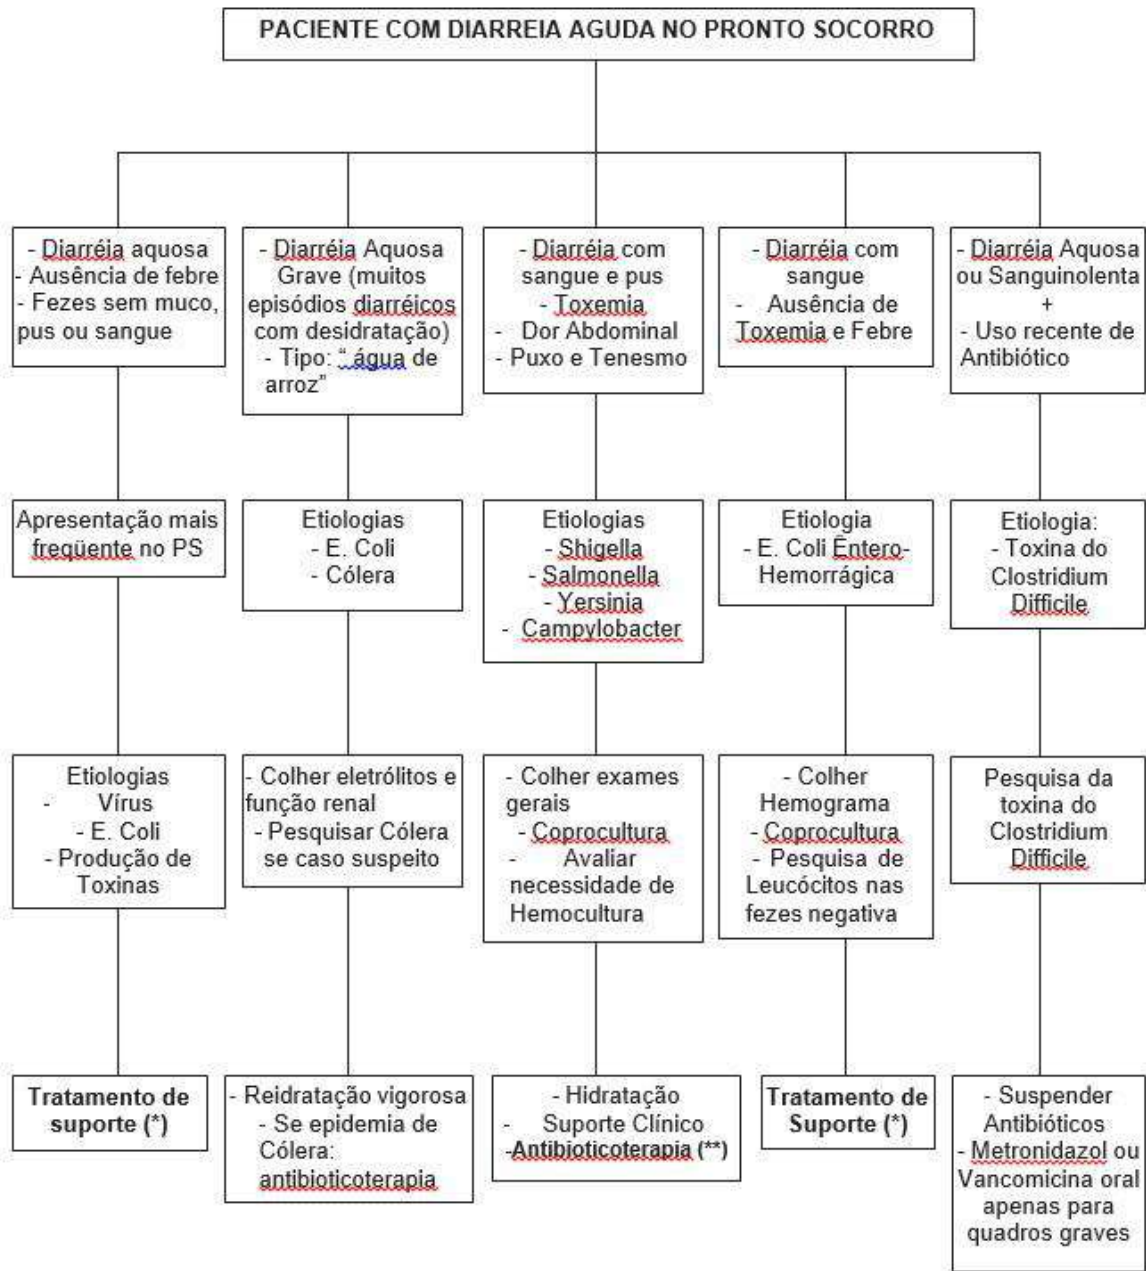 PACIENTE COM DIARREIA AGUDA NO PRONTO SOCORRO
- Diarréia aquosa
- Ausência de febre
- Fezes sem muco,
pus ou sangue
- Diarréia Aquosa
Grave (muitos
episódios diarréicos
com desidratação)
- Tipo: “ água de
arroz”
- Diarréia com
sangue e pus
- Toxemia
- Dor Abdominal
- Puxo e Tenesmo
- Diarréia com
sangue
- Ausência de
Toxemia e Febre
- Diarréia Aquosa
ou Sanguinolenta
+
- Uso recente de
Antibiótico
Apresentação mais
freqüente no PS
Etiologias
- E. Coli
- Cólera
Etiologias
- Shigella
- Salmonella
- Yersinia
- Campylobacter
Etiologia
- E. Coli Êntero-
Hemorrágica
Etiologia:
- Toxina do
Clostridium
Difficile
Etiologias
- Vírus
- E. Coli
- Produção de
Toxinas
- Colher eletrólitos e
função renal
- Pesquisar Cólera
se caso suspeito
- Colher exames
gerais
- Coprocultura
- Avaliar
necessidade de
Hemocultura
- Colher
Hemograma
- Coprocultura
- Pesquisa de
Leucócitos nas
fezes negativa
Pesquisa da
toxina do
Clostridium
Difficile
Tratamento de
suporte (*)
- Reidratação vigorosa
- Se epidemia de
Cólera:
antibioticoterapia
- Hidratação
- Suporte Clínico
-Antibioticoterapia (**)
Tratamento de
Suporte (*)
- Suspender
Antibióticos
- Metronidazol ou
Vancomicina oral
apenas para
quadros graves